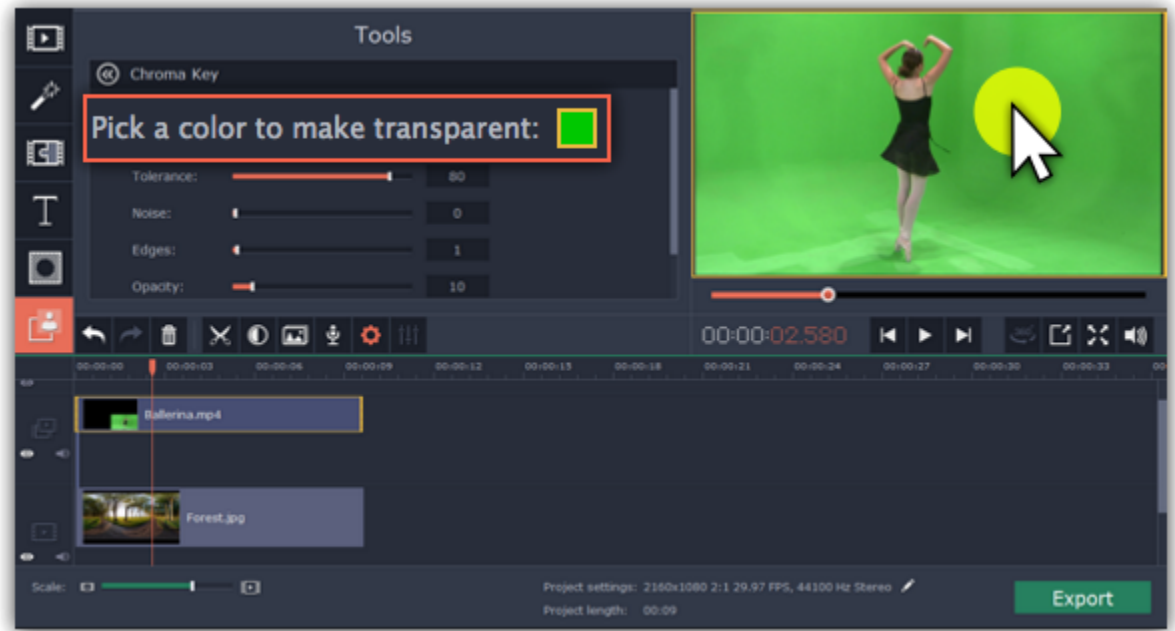 Tools
Chroma Key
Pick a color to make transparent:
Tolerance: 80
Noise: 0
Edges: 1
Opacity: 10
00:00:02.580
00:00:00 00:00:03 00:00:06 00:00:09 00:00:12 00:00:15 00:00:18 00:00:21 00:00:24 00:00:27 00:00:30 00:00:33 00
Ballerina.mp4
Forest.jpg
Scale:
Project settings: 2160x1080 2:1 29.97 FPS, 44100 Hz Stereo
Project length: 00:09
Export